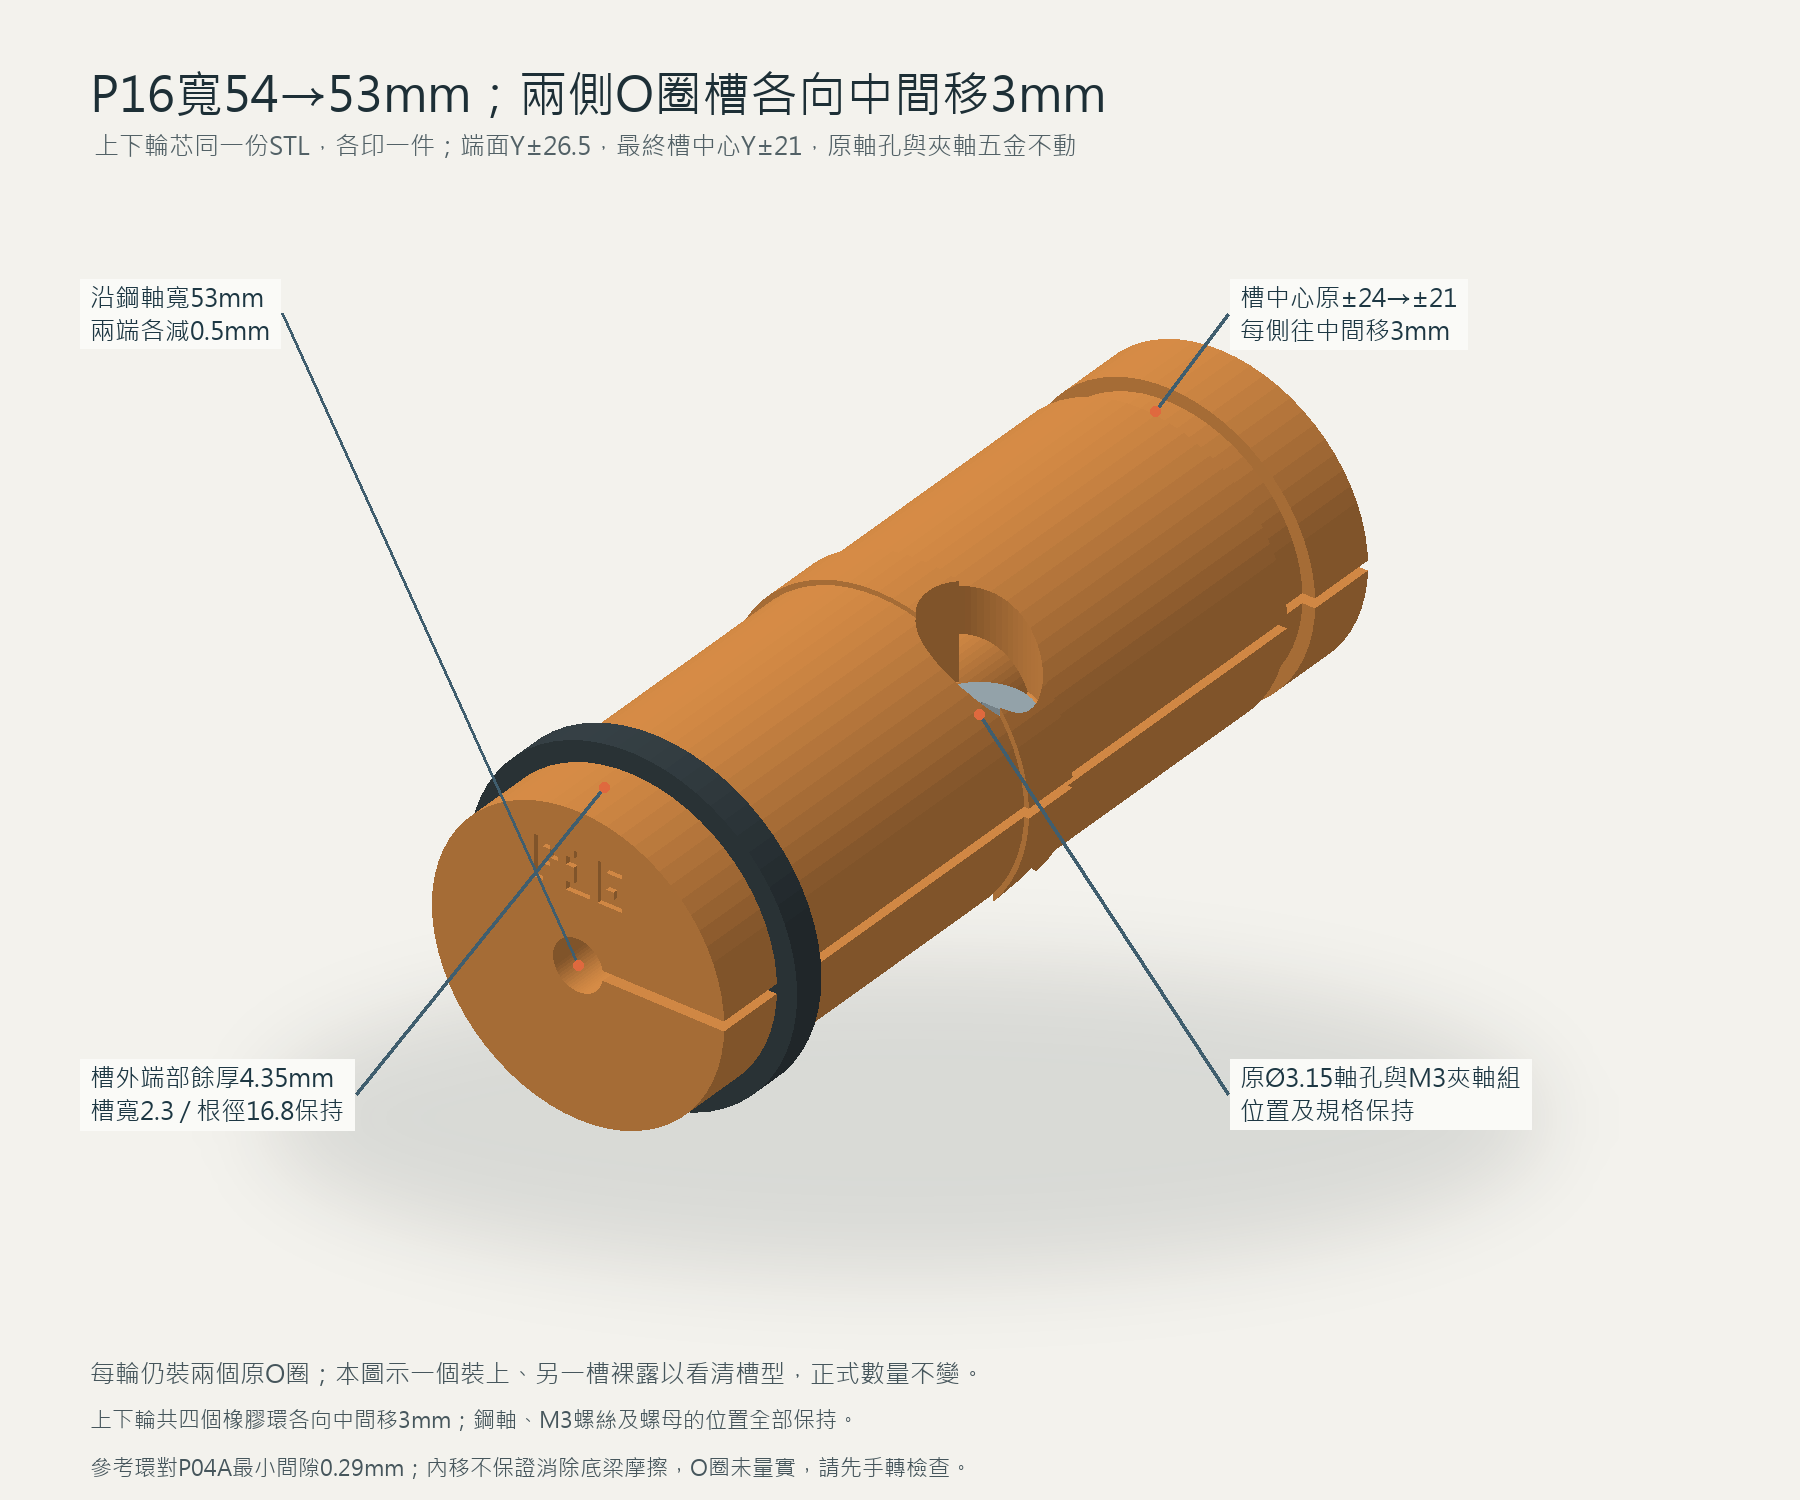 P16寬54→53mm；兩側O圈槽各向中間移3mm
上下輪芯同一份STL，各印一件；端面Y±26.5，最終槽中心Y±21，原軸孔與夾軸五金不動
沿鋼軸寬53mm
兩端各減0.5mm
槽中心原±24→±21
每側往中間移3mm
槽外端部餘厚4.35mm
槽寬2.3 / 根徑16.8保持
原Ø3.15軸孔與M3夾軸組
位置及規格保持
每輪仍裝兩個原O圈；本圖示一個裝上、另一槽裸露以看清槽型，正式數量不變。
上下輪共四個橡膠環各向中間移3mm；鋼軸、M3螺絲及螺母的位置全部保持。
參考環對P04A最小間隙0.29mm；內移不保證消除底梁摩擦，O圈未量實，請先手轉檢查。